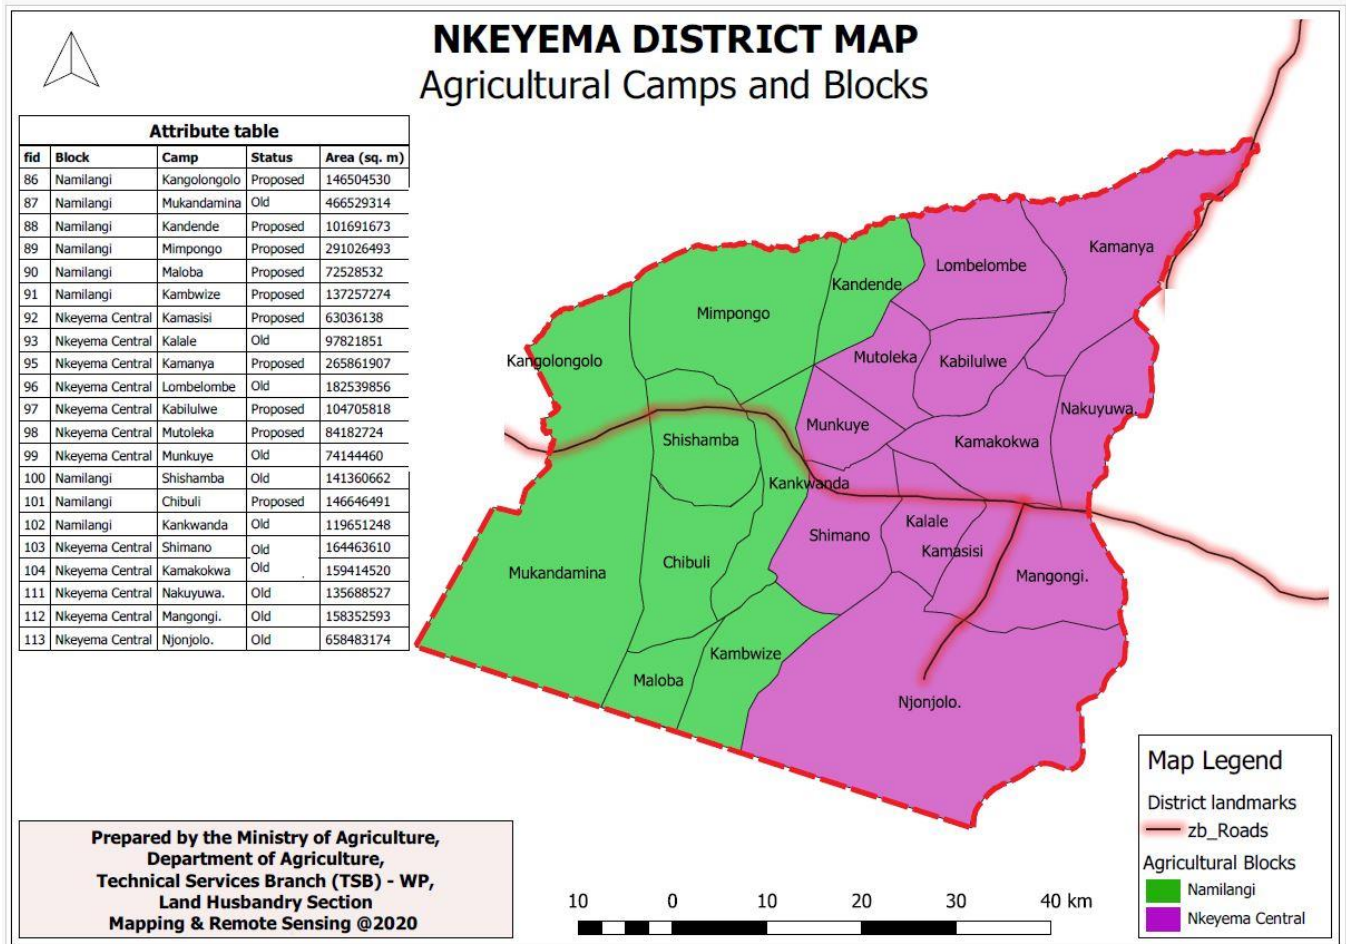 NKEYEMA DISTRICT MAP
Agricultural Camps and Blocks
Attribute table
fid Block Camp Status Area (sq. m)
86 Namilangi Kangolongolo Proposed 146504530
87 Namilangi Mukandamina Old 466529314
88 Namilangi Kandende Proposed 101691673
89 Namilangi Mimpongo Proposed 291026493
90 Namilangi Maloba Proposed 72528532
91 Namilangi Kambwize Proposed 137257274
92 Nkeyema Central Kamasisi Proposed 63036138
93 Nkeyema Central Kalale Old 97821851
95 Nkeyema Central Kamanya Proposed 265861907
96 Nkeyema Central Lombelombe Old 182539856
97 Nkeyema Central Kabilulwe Proposed 104705818
98 Nkeyema Central Mutoleka Proposed 84182724
99 Nkeyema Central Munkuye Old 74144460
100 Namilangi Shishamba Old 141360662
101 Namilangi Chibuli Proposed 146646491
102 Namilangi Kankwanda Old 119651248
103 Nkeyema Central Shimano Old 164463610
104 Nkeyema Central Kamakokwa Old 159414520
111 Nkeyema Central Nakuyuwa. Old 135688527
112 Nkeyema Central Mangongi. Old 158352593
113 Nkeyema Central Njonjolo. Old 658483174
Kamanya
Lombelombe
Kandende
Mimpongo
Mutoleka
Kabilulwe
Kangolongolo
Nakuyuwa.
Munkuye
Shishamba
Kamakokwa
Kankwanda
Kalale
Shimano
Kamasisi
Chibuli
Mukandamina
Mangongi.
Kambwize
Maloba
Njonjolo.
Map Legend
District landmarks
zb_Roads
Agricultural Blocks
Namilangi
Nkeyema Central
Prepared by the Ministry of Agriculture,
Department of Agriculture,
Technical Services Branch (TSB) - WP,
Land Husbandry Section
Mapping & Remote Sensing @2020
10 0 10 20 30 40 km